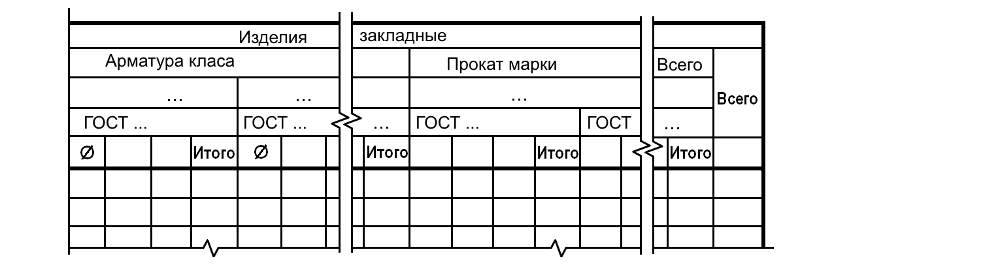 Изделия закладные
Арматура класа Прокат марки Всего
... ... ... Всего
ГОСТ ... ГОСТ ... ... ГОСТ ... ГОСТ ...
Ø Итого Ø Итого Итого Итого